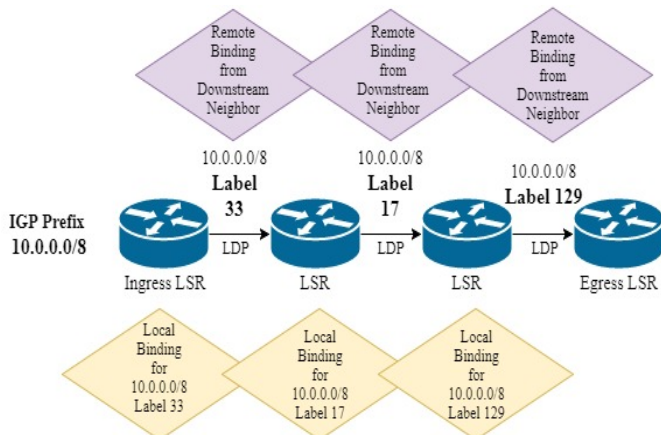 Remote
Binding
from
Downstream
Neighbor
Remote
Binding
from
Downstream
Neighbor
Remote
Binding
from
Downstream
Neighbor
10.0.0.0/8
Label
33
10.0.0.0/8
Label
17
10.0.0.0/8
Label 129
IGP Prefix
10.0.0.0/8
LDP
LDP
LDP
Ingress LSR
LSR
LSR
Egress LSR
Local
Binding
for
10.0.0.0/8
Label 33
Local
Binding
for
10.0.0.0/8
Label 17
Local
Binding
for
10.0.0.0/8
Label 129